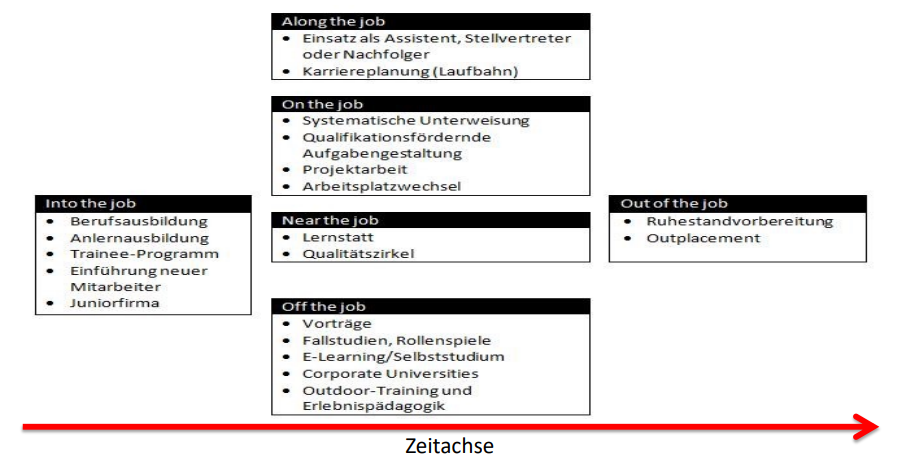 Along the job
• Einsatz als Assistent, Stellvertreter
oder Nachfolger
• Karriereplanung (Laufbahn)
On the job
• Systematische Unterweisung
• Qualifikationsfördernde
Aufgabengestaltung
• Projektarbeit
• Arbeitsplatzwechsel
Into the job
• Berufsausbildung
• Anlernausbildung
• Trainee-Programm
• Einführung neuer
Mitarbeiter
• Juniorfirma
Near the job
• Lernstatt
• Qualitätszirkel
Out of the job
• Ruhestandvorbereitung
• Outplacement
Off the job
• Vorträge
• Fallstudien, Rollenspiele
• E-Learning/Selbststudium
• Corporate Universities
• Outdoor-Training und
Erlebnispädagogik
Zeitachse